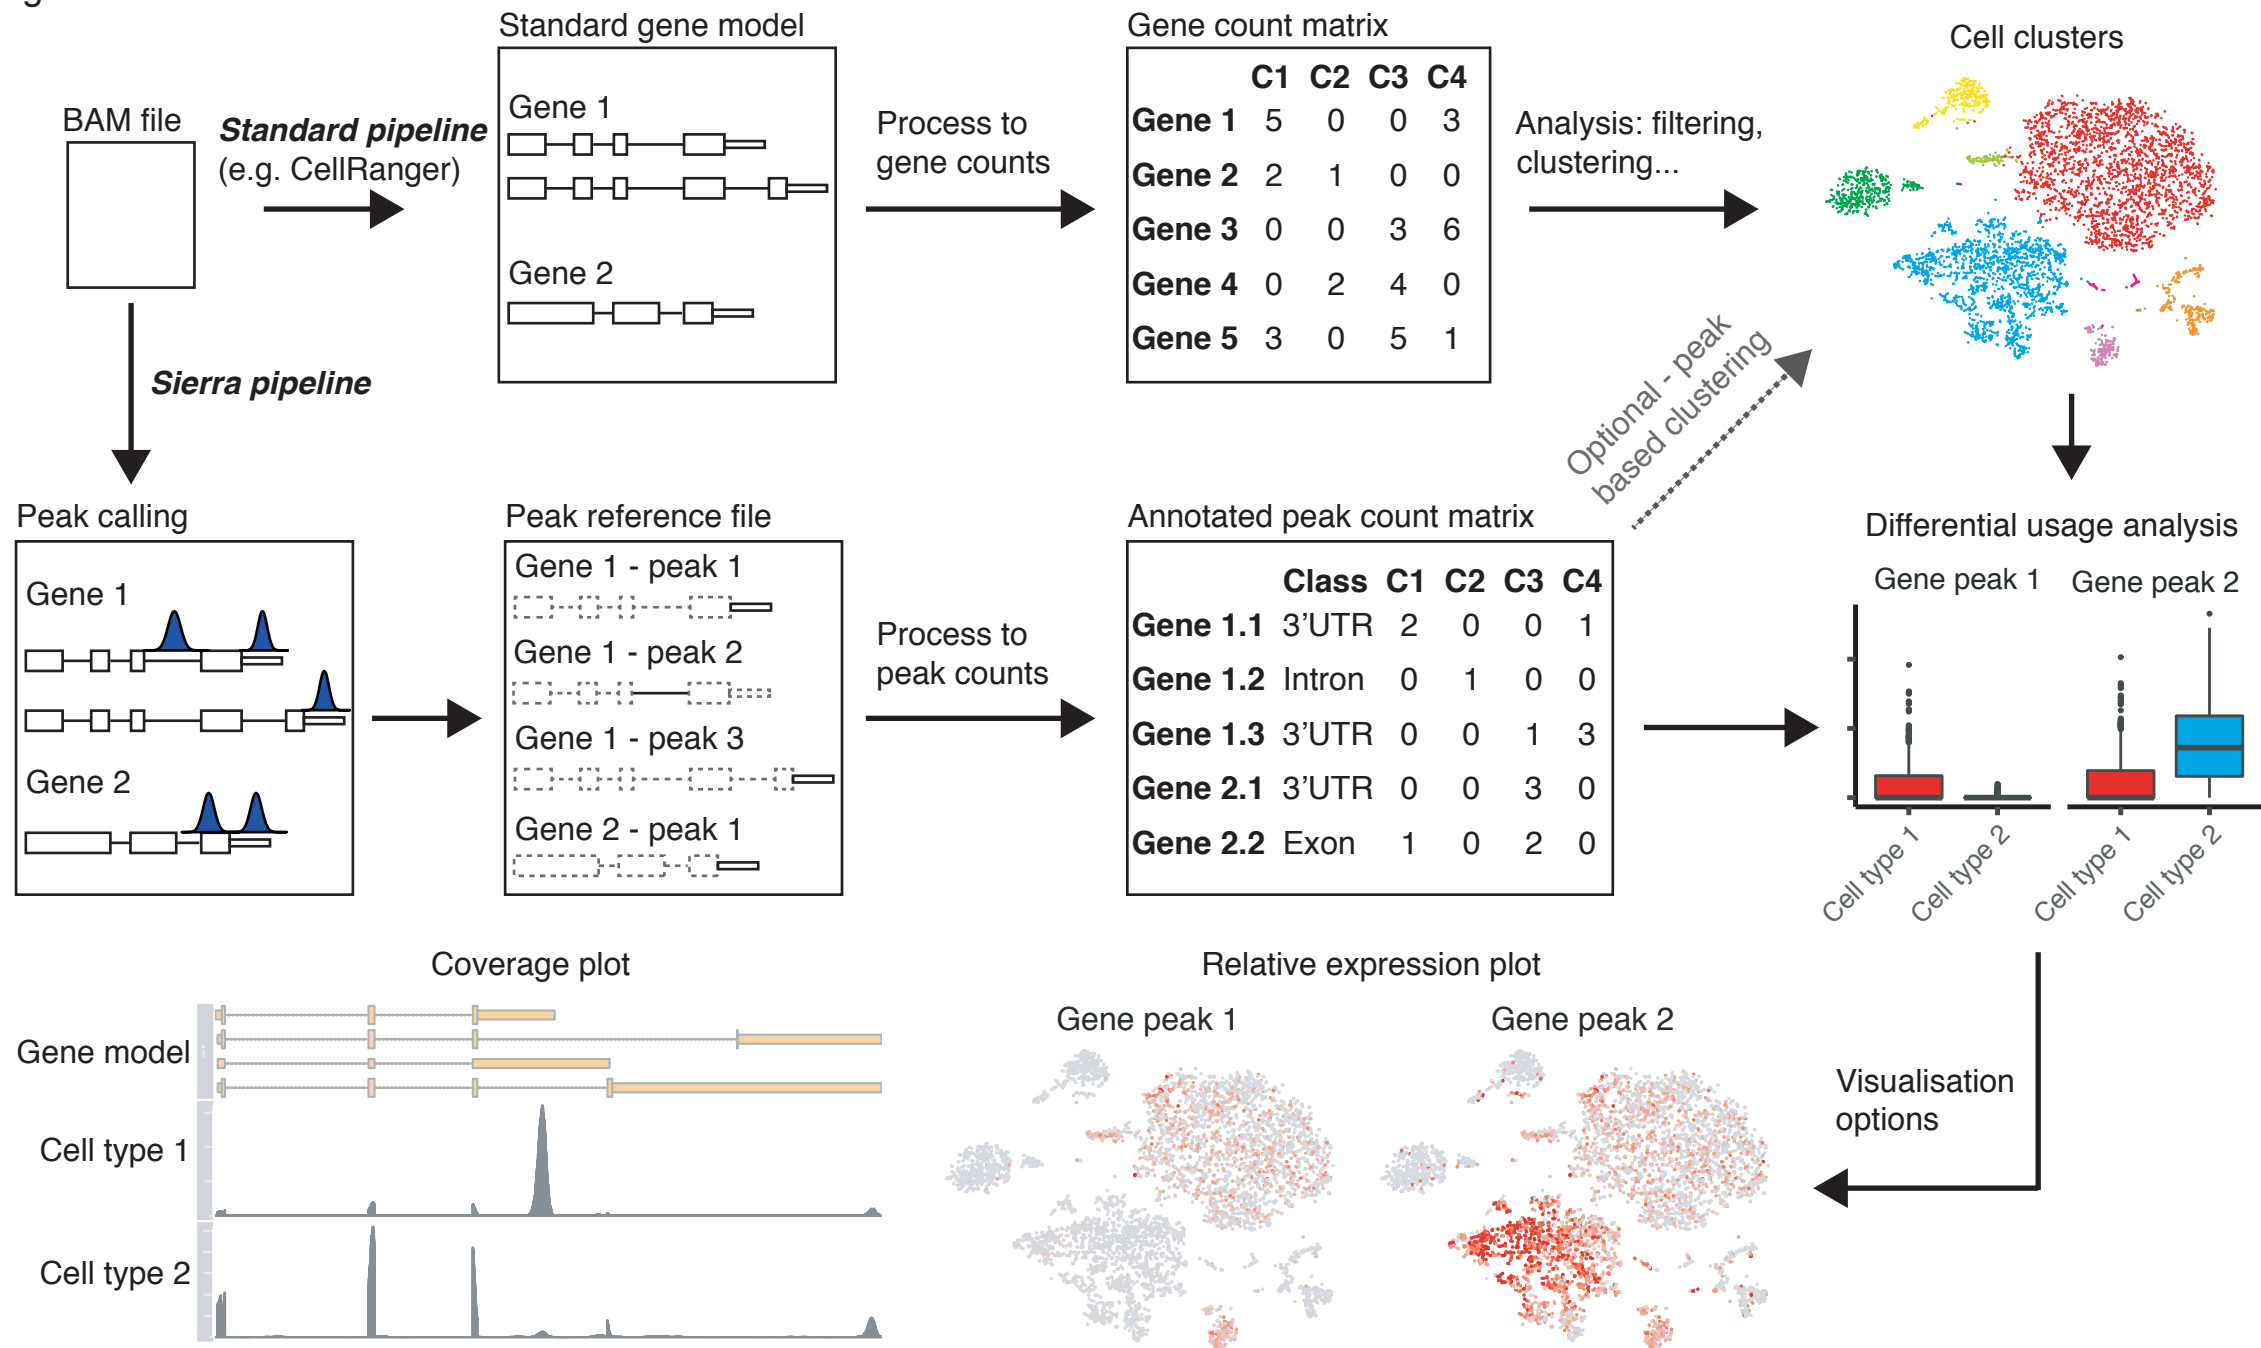 Standard gene model
Gene count matrix
Cell clusters
BAM file
Standard pipeline
(e.g. CellRanger)
Gene 1
Gene 2
Process to
gene counts
C1 C2 C3 C4
Gene 1 5 0 0 3
Gene 2 2 1 0 0
Gene 3 0 0 3 6
Gene 4 0 2 4 0
Gene 5 3 0 5 1
Analysis: filtering,
clustering...
Sierra pipeline
Optional - peak
based clustering
Peak calling
Gene 1
Gene 2
Peak reference file
Gene 1 - peak 1
Gene 1 - peak 2
Gene 1 - peak 3
Gene 2 - peak 1
Process to
peak counts
Annotated peak count matrix
Class C1 C2 C3 C4
Gene 1.1 3’UTR 2 0 0 1
Gene 1.2 Intron 0 1 0 0
Gene 1.3 3’UTR 0 0 1 3
Gene 2.1 3’UTR 0 0 3 0
Gene 2.2 Exon 1 0 2 0
Differential usage analysis
Gene peak 1
Gene peak 2
Cell type 1
Cell type 2
Cell type 1
Cell type 2
Coverage plot
Gene model
Cell type 1
Cell type 2
Relative expression plot
Gene peak 1
Gene peak 2
Visualisation
options